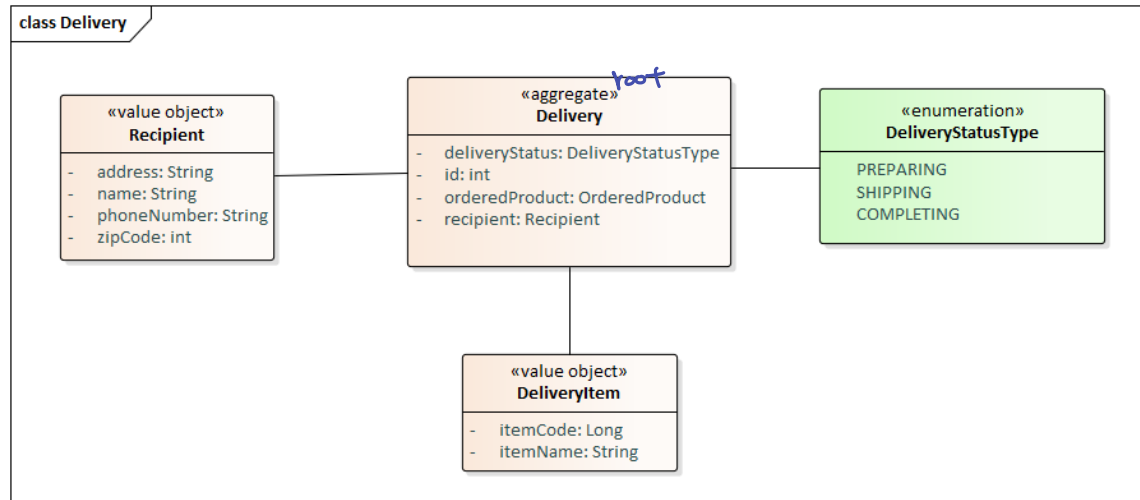 class Delivery
root
«value object»
Recipient
- address: String
- name: String
- phoneNumber: String
- zipCode: int
«aggregate»
Delivery
- deliveryStatus: DeliveryStatusType
- id: int
- orderedProduct: OrderedProduct
- recipient: Recipient
«enumeration»
DeliveryStatusType
PREPARING
SHIPPING
COMPLETING
«value object»
DeliveryItem
- itemCode: Long
- itemName: String